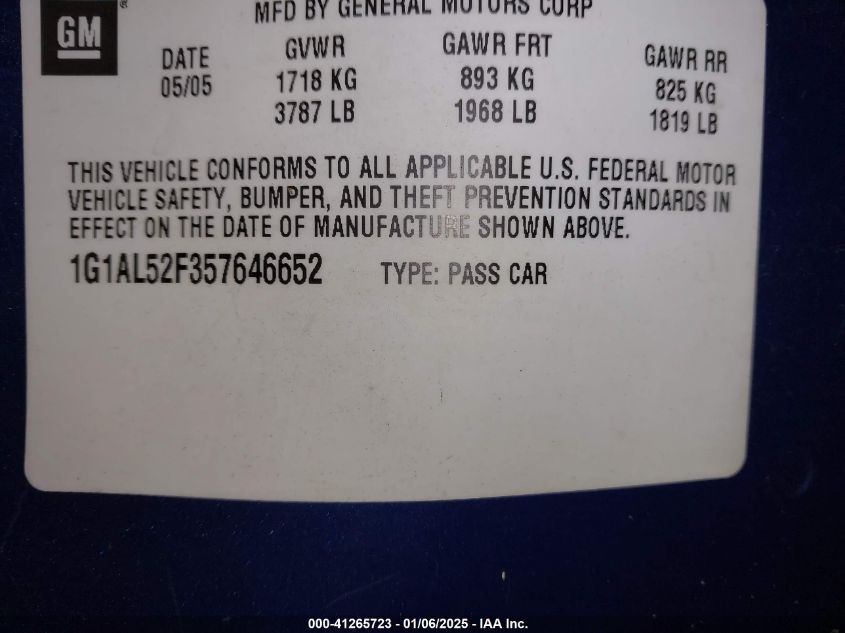 MFD BY GENERAL MOTORS CORP
GM ®
DATE GVWR GAWR FRT GAWR RR
05/05 1718 KG 893 KG 825 KG
3787 LB 1968 LB 1819 LB
THIS VEHICLE CONFORMS TO ALL APPLICABLE U.S. FEDERAL MOTOR
VEHICLE SAFETY, BUMPER, AND THEFT PREVENTION STANDARDS IN
EFFECT ON THE DATE OF MANUFACTURE SHOWN ABOVE.
1G1AL52F357646652 TYPE: PASS CAR
000-41265723 - 01/06/2025 - IAA Inc.